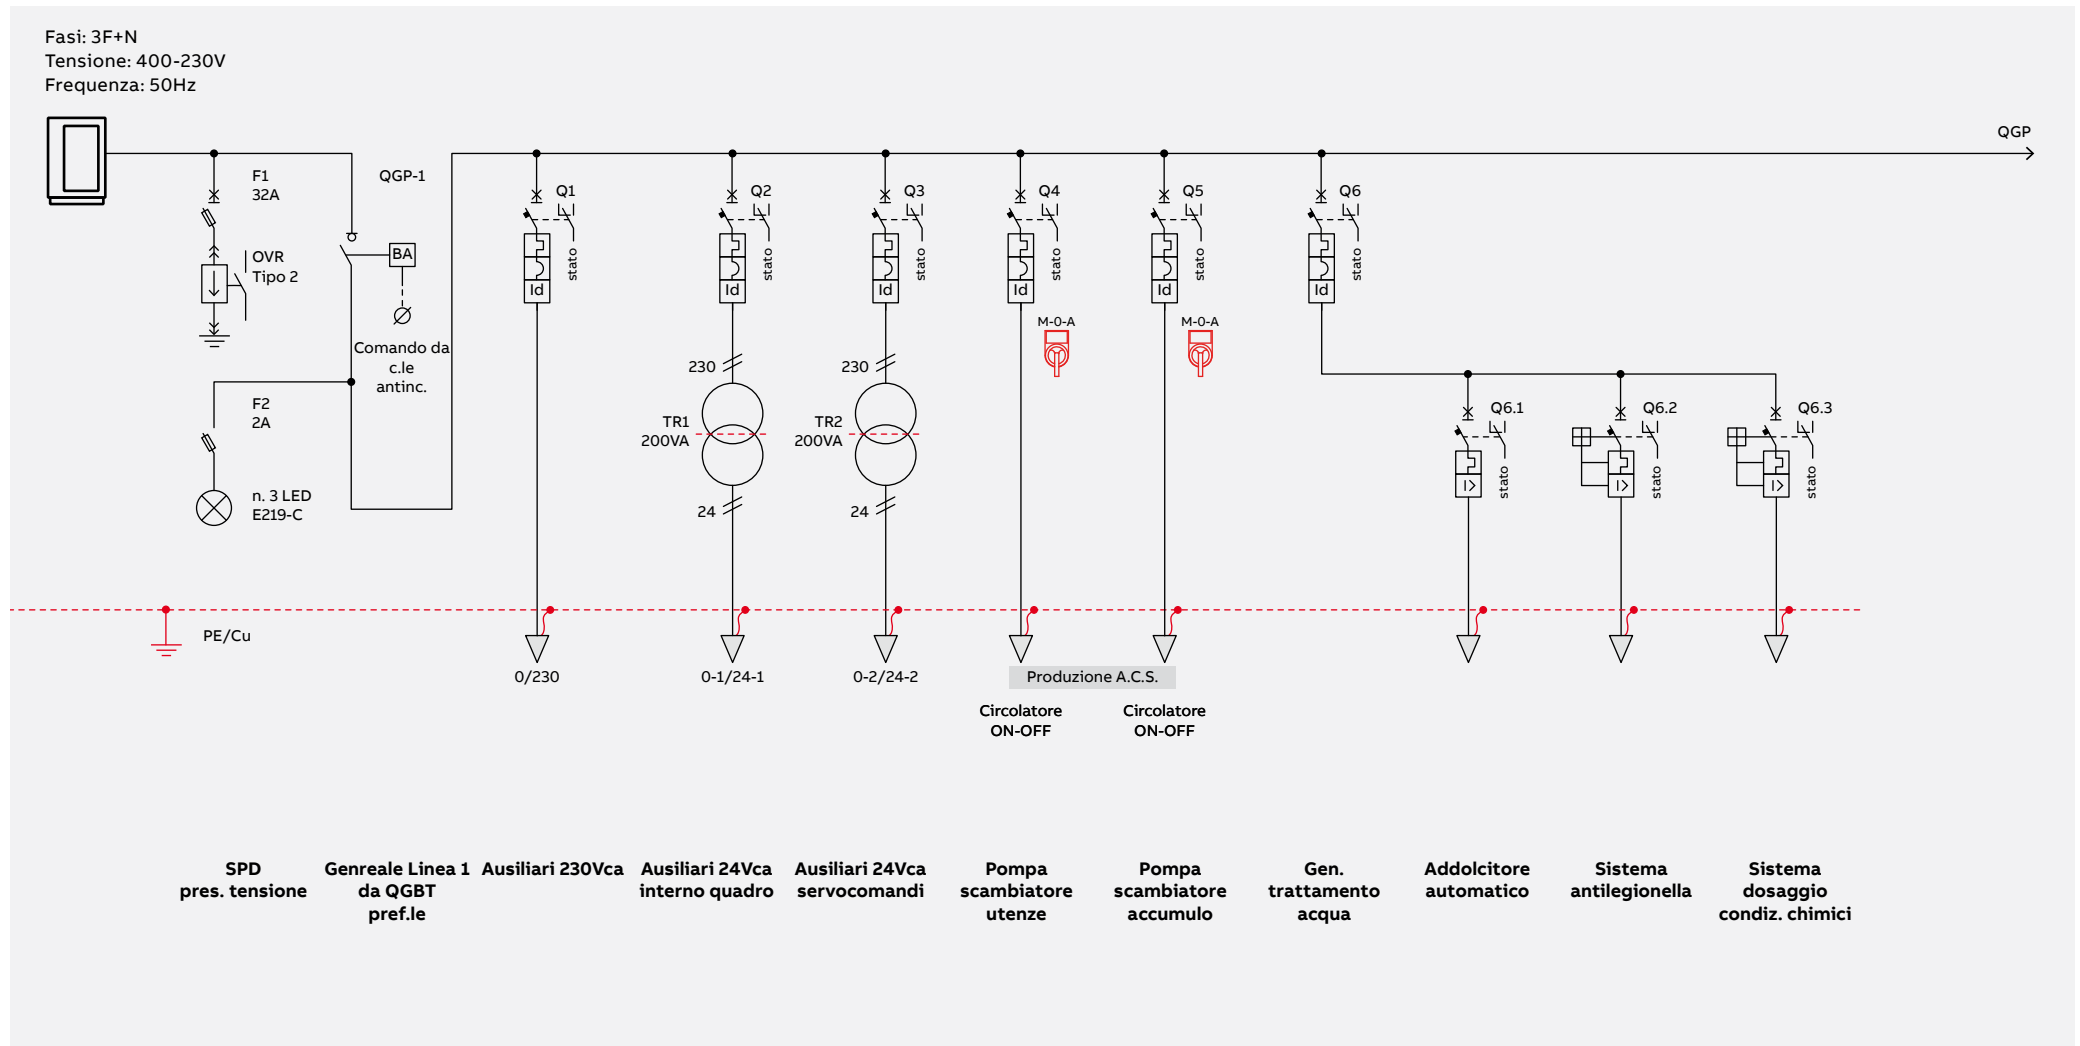 Fasi: 3F+N
Tensione: 400-230V
Frequenza: 50Hz
QGP
F1
32A
QGP-1
Q1
Q2
Q3
Q4
Q5
Q6
stato
stato
stato
stato
stato
stato
OVR
Tipo 2
BA
Id
Id
Id
Id
Id
Id
M-0-A
M-0-A
Comando da
c.le
antinc.
230
230
F2
2A
TR1
200VA
TR2
200VA
Q6.1
Q6.2
Q6.3
I>
I>
I>
stato
stato
stato
n. 3 LED
E219-C
24
24
PE/Cu
0/230
0-1/24-1
0-2/24-2
Produzione A.C.S.
Circolatore
ON-OFF
Circolatore
ON-OFF
SPD
pres. tensione
Genreale Linea 1
da QGBT
pref.le
Ausiliari 230Vca
Ausiliari 24Vca
interno quadro
Ausiliari 24Vca
servocomandi
Pompa
scambiatore
utenze
Pompa
scambiatore
accumulo
Gen.
trattamento
acqua
Addolcitore
automatico
Sistema
antilegionella
Sistema
dosaggio
condiz. chimici